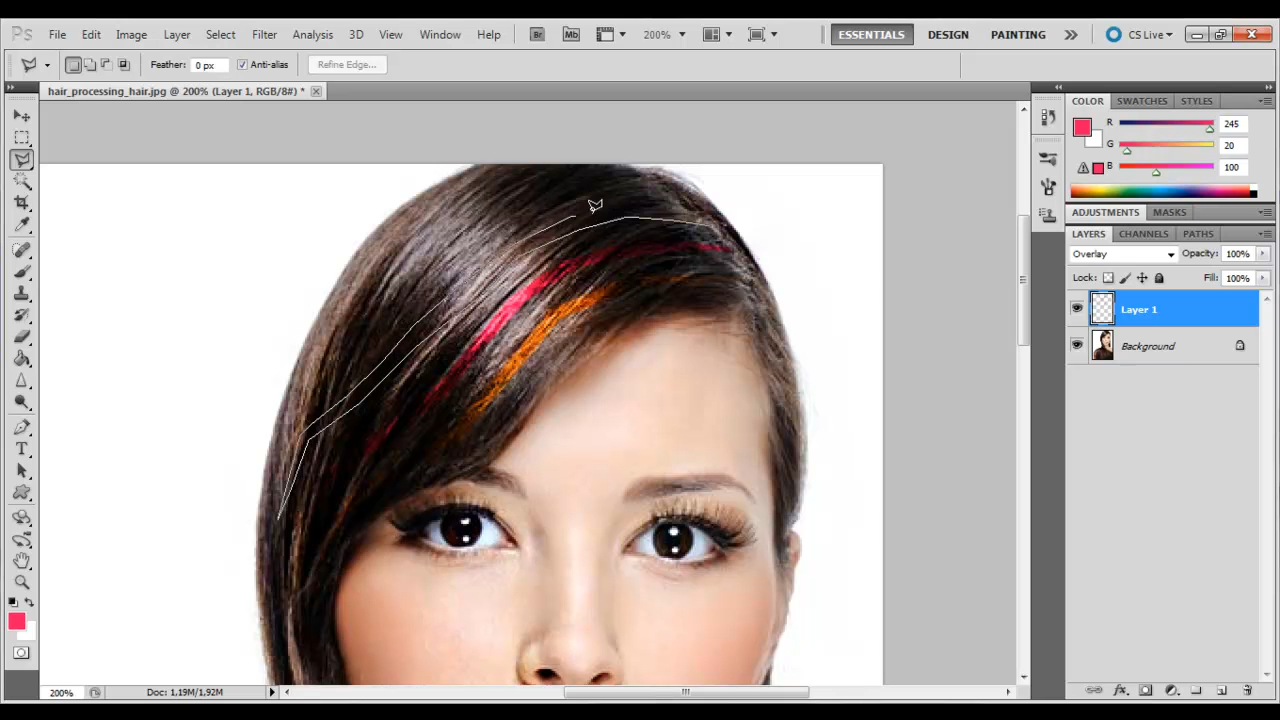 Ps File Edit Image Layer Select Filter Analysis 3D View Window Help Br Mb 200% ESSENTIALS DESIGN PAINTING CS Live
Feather: 0 px Anti-alias Refine Edge...
hair_processing_hair.jpg @ 200% (Layer 1, RGB/8#) *
COLOR SWATCHES STYLES
R 245
G 20
B 100
ADJUSTMENTS MASKS
LAYERS CHANNELS PATHS
Overlay Opacity: 100%
Lock: Fill: 100%
Layer 1
Background
200% Doc: 1.19M/1.92M